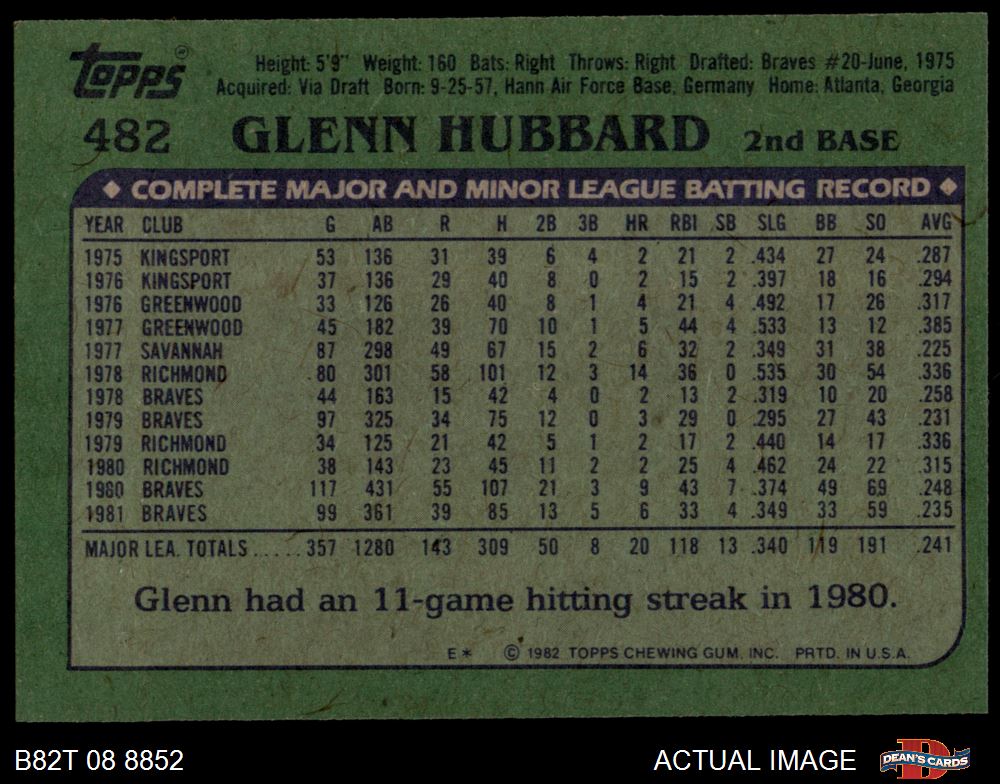 Topps®
Height: 5'9" Weight: 160 Bats: Right Throws: Right Drafted: Braves #20-June, 1975
Acquired: Via Draft Born: 9-25-57, Hann Air Force Base, Germany Home: Atlanta, Georgia
482 GLENN HUBBARD 2nd BASE
COMPLETE MAJOR AND MINOR LEAGUE BATTING RECORD
YEAR CLUB G AB R H 2B 3B HR RBI SB SLG BB SO AVG
1975 KINGSPORT 53 136 31 39 6 4 2 21 2 .434 27 24 .287
1976 KINGSPORT 37 136 29 40 8 0 2 15 2 .397 18 16 .294
1976 GREENWOOD 33 126 26 40 8 1 4 21 4 .492 17 26 .317
1977 GREENWOOD 45 182 39 70 10 1 5 44 4 .533 13 12 .385
1977 SAVANNAH 87 298 49 67 15 2 6 32 2 .349 31 38 .225
1978 RICHMOND 80 301 58 101 12 3 14 36 0 .535 30 54 .336
1978 BRAVES 44 163 15 42 4 0 2 13 2 .319 10 20 .258
1979 BRAVES 97 325 34 75 12 0 3 29 0 .295 27 43 .231
1979 RICHMOND 34 125 21 42 5 1 2 17 2 .440 14 17 .336
1980 RICHMOND 38 143 23 45 11 2 2 25 4 .462 24 22 .315
1980 BRAVES 117 431 55 107 21 3 9 43 7 .374 49 69 .248
1981 BRAVES 99 361 39 85 13 5 6 33 4 .349 33 59 .235
MAJOR LEA. TOTALS.....357 1280 143 309 50 8 20 118 13 .340 119 191 .241
Glenn had an 11-game hitting streak in 1980.
E* © 1982 TOPPS CHEWING GUM, INC. PRTD. IN U.S.A.
B82T 08 8852 ACTUAL IMAGE D DEAN'S CARDS